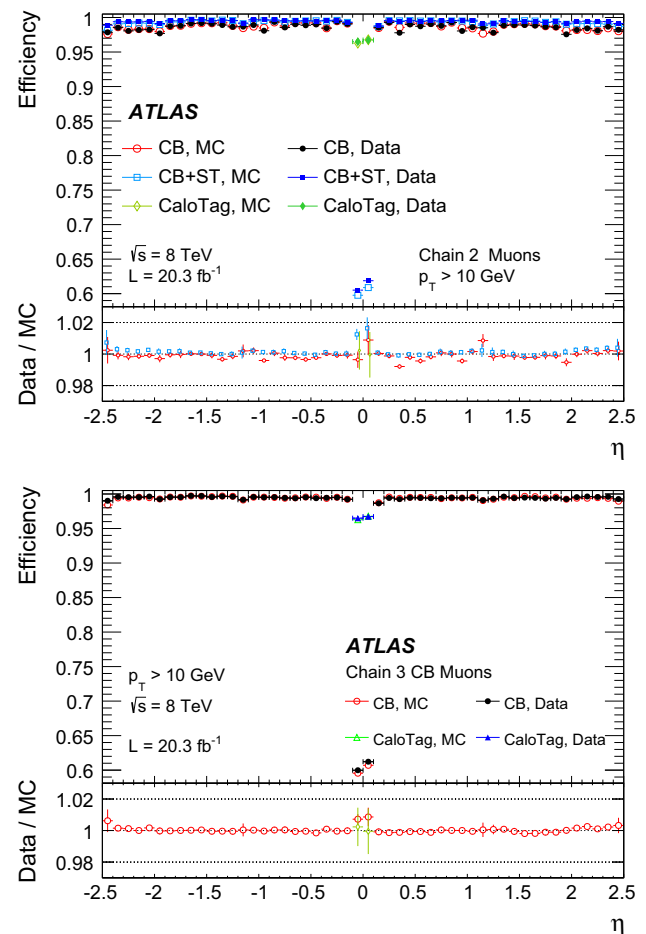 Efficiency
1
0.95
0.9
0.85
0.8
0.75
0.7
0.65
0.6
ATLAS
CB, MC
CB, Data
CB+ST, MC
CB+ST, Data
CaloTag, MC
CaloTag, Data
√s = 8 TeV
L = 20.3 fb⁻¹
Chain 2 Muons
p_T > 10 GeV
Data / MC
1.02
1
0.98
-2.5 -2 -1.5 -1 -0.5 0 0.5 1 1.5 2 2.5
η
Efficiency
1
0.95
0.9
0.85
0.8
0.75
0.7
0.65
0.6
ATLAS
Chain 3 CB Muons
p_T > 10 GeV
√s = 8 TeV
L = 20.3 fb⁻¹
CB, MC
CB, Data
CaloTag, MC
CaloTag, Data
Data / MC
1.02
1
0.98
-2.5 -2 -1.5 -1 -0.5 0 0.5 1 1.5 2 2.5
η